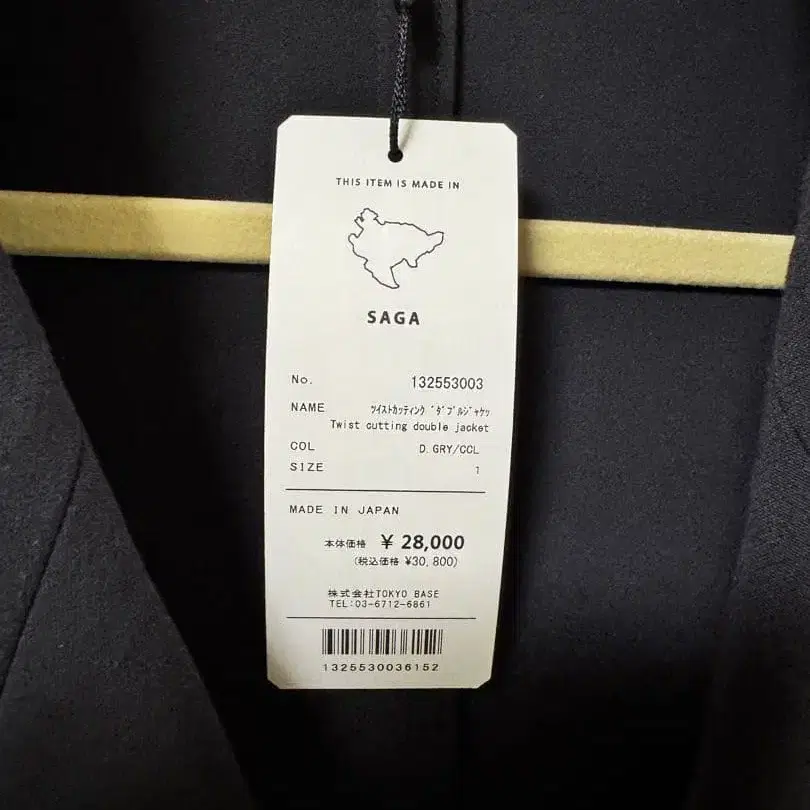 THIS ITEM IS MADE IN
SAGA
No. 132553003
NAME ﾂｲｽﾄｶｯﾃｨﾝｸﾞﾀﾞﾌﾞﾙｼﾞｬｹｯ
Twist cutting double jacket
COL D.GRY/CCL
SIZE 1
MADE IN JAPAN
本体価格 ¥ 28,000
(税込価格 ¥30,800)
株式会社TOKYO BASE
TEL:03-6712-6861
1325530036152